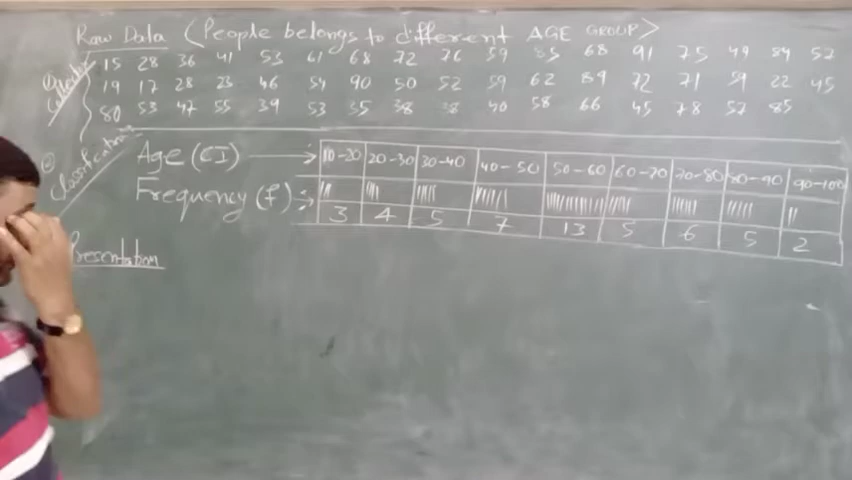 Raw Data (People belongs to different AGE GROUP)
15 28 36 41 53 61 68 72 76 59 85 68 91 75 49 84 57
19 17 28 23 46 54 90 50 52 59 62 89 72 71 59 22 45
80 53 47 55 39 53 35 38 38 40 58 66 45 78 57 85
② Classification
Age (CI) 10-20 20-30 30-40 40-50 50-60 60-70 70-80 80-90 90-100
Frequency (f)
3 4 5 7 13 5 6 5 2
Presentation